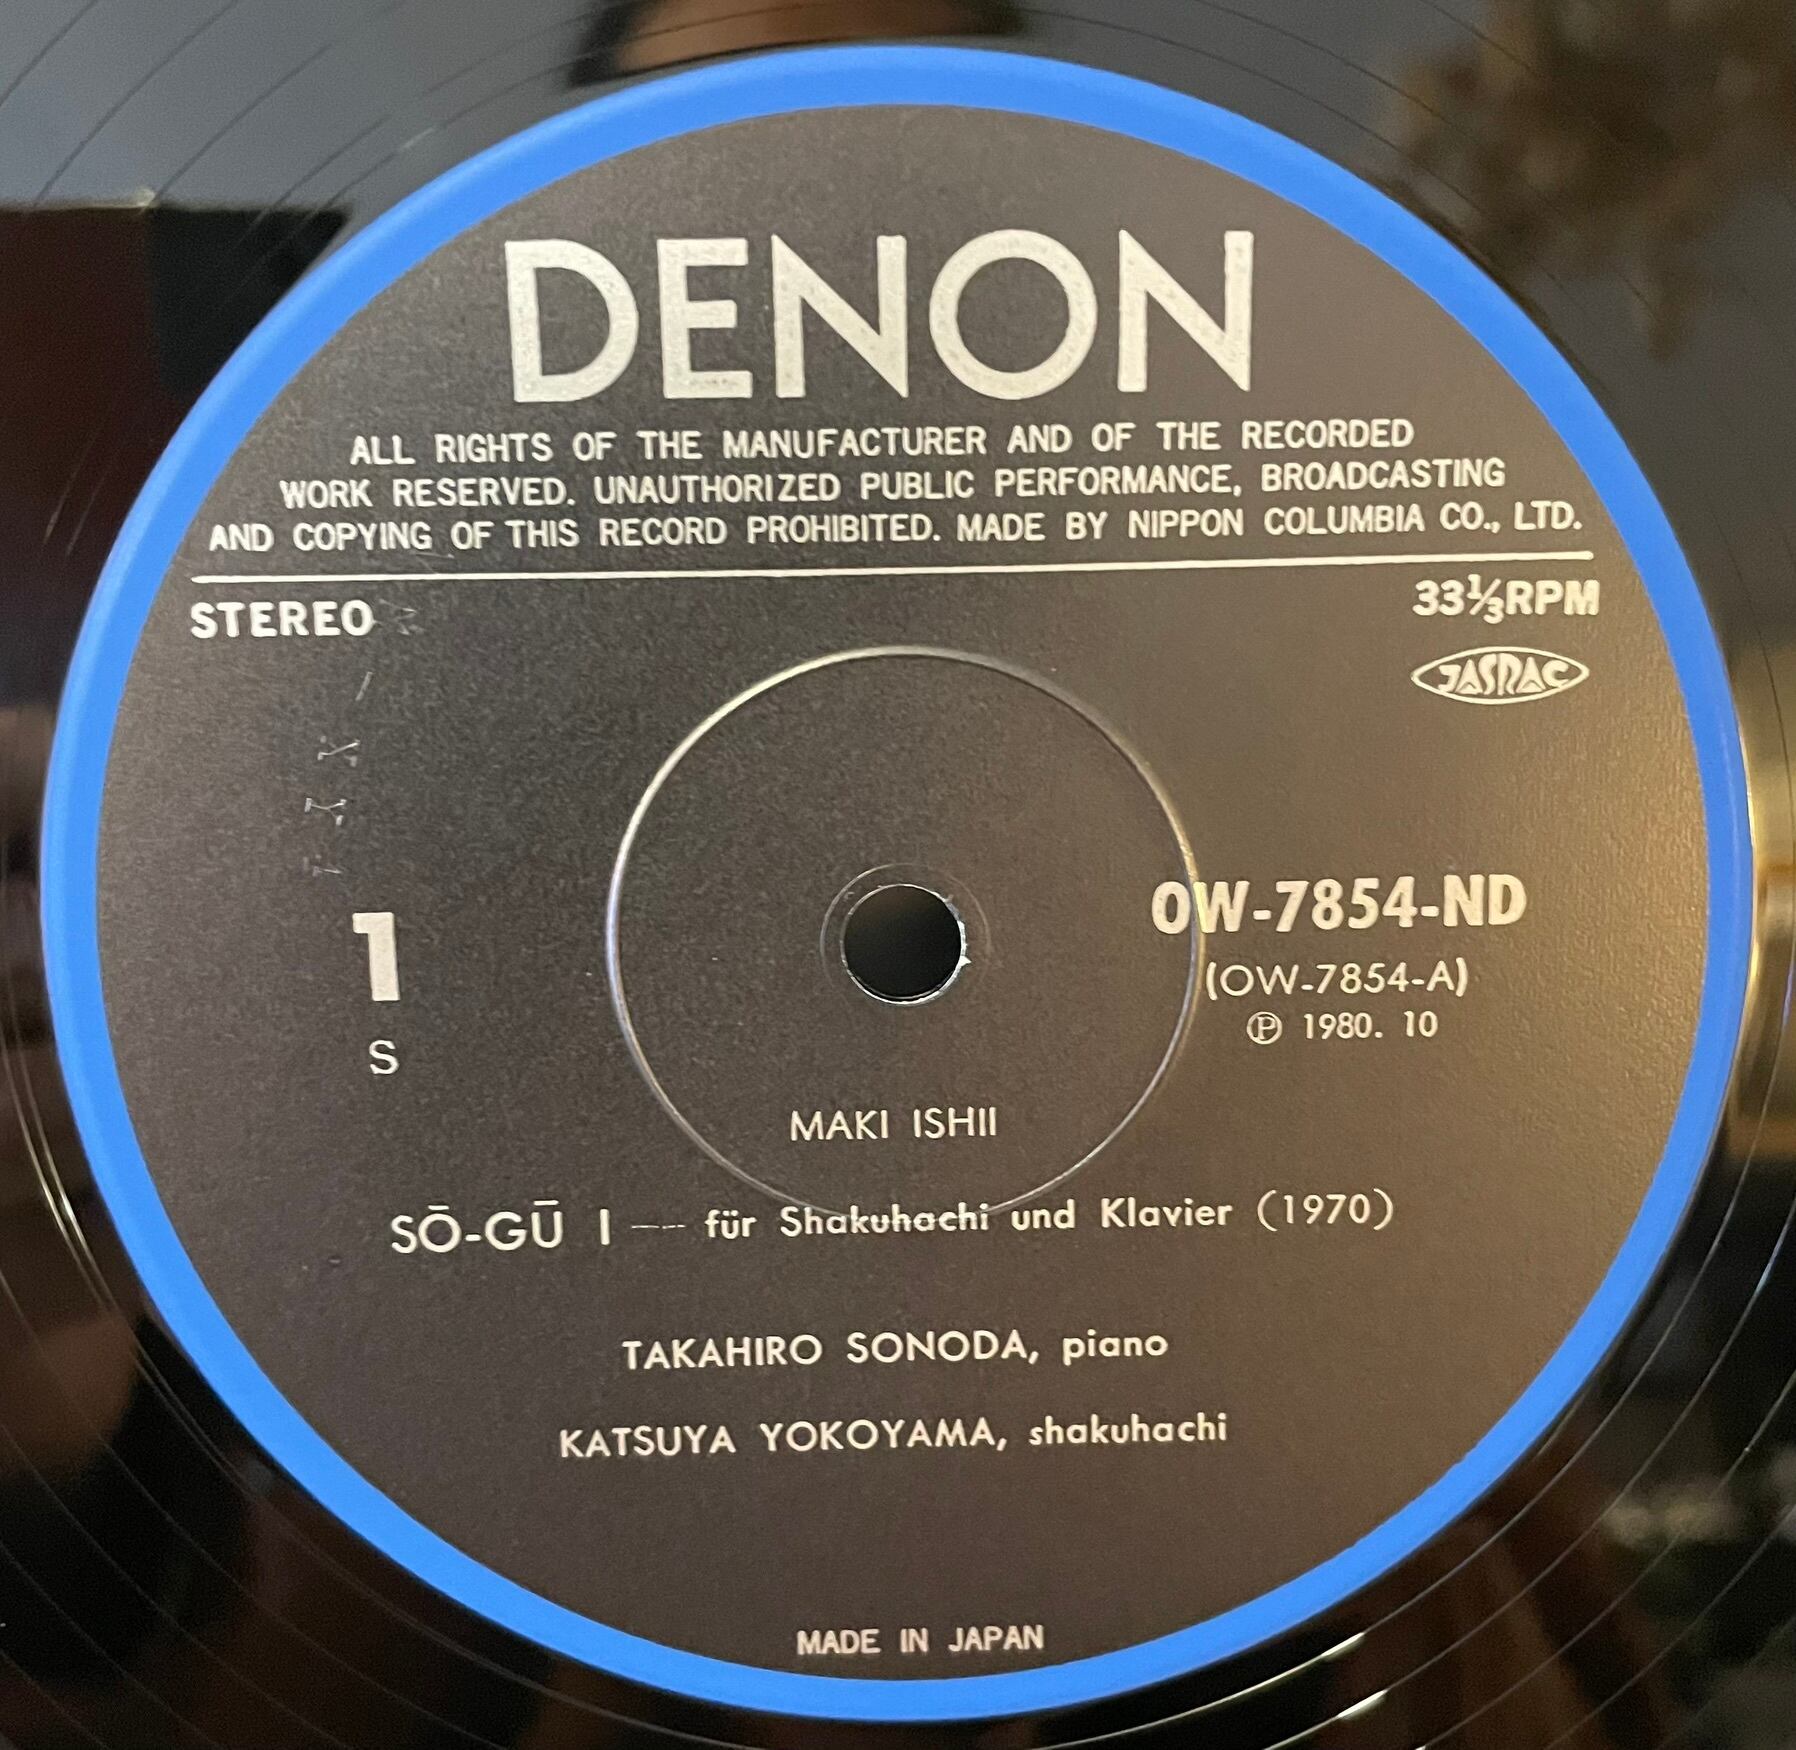 DENON
ALL RIGHTS OF THE MANUFACTURER AND OF THE RECORDED
WORK RESERVED. UNAUTHORIZED PUBLIC PERFORMANCE, BROADCASTING
AND COPYING OF THIS RECORD PROHIBITED. MADE BY NIPPON COLUMBIA CO., LTD.
STEREO
33⅓RPM
JASRAC
1
S
OW-7854-ND
(OW-7854-A)
Ⓟ 1980. 10
MAKI ISHII
SŌ-GŪ I — für Shakuhachi und Klavier (1970)
TAKAHIRO SONODA, piano
KATSUYA YOKOYAMA, shakuhachi
MADE IN JAPAN